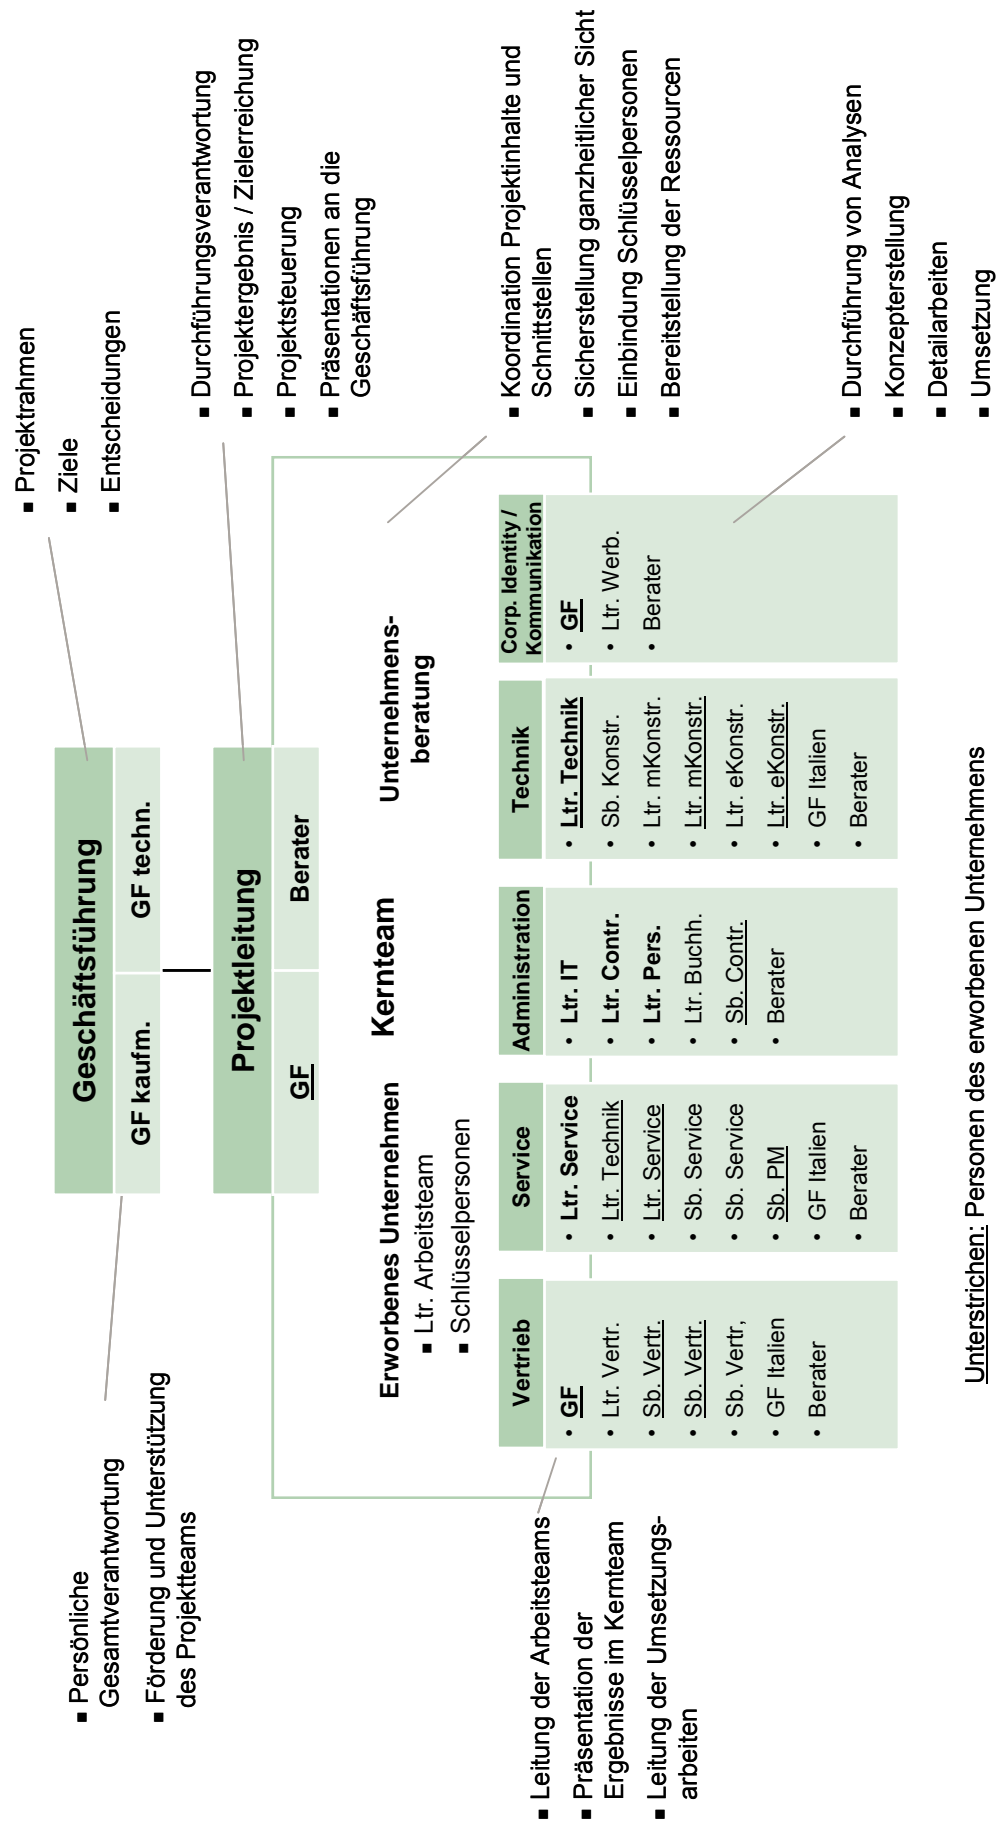 ▪ Projektrahmen
▪ Ziele
▪ Entscheidungen
▪ Persönliche
Gesamtverantwortung
▪ Förderung und Unterstützung
des Projektteams
Geschäftsführung
GF kaufm.
GF techn.
▪ Durchführungsverantwortung
▪ Projektergebnis / Zielerreichung
▪ Projektsteuerung
▪ Präsentationen an die
Geschäftsführung
Projektleitung
GF
Berater
Erworbenes Unternehmen
▪ Ltr. Arbeitsteam
▪ Schlüsselpersonen
Kernteam
Unternehmens-
beratung
▪ Koordination Projektinhalte und
Schnittstellen
▪ Sicherstellung ganzheitlicher Sicht
▪ Einbindung Schlüsselpersonen
▪ Bereitstellung der Ressourcen
▪ Leitung der Arbeitsteams
▪ Präsentation der
Ergebnisse im Kernteam
▪ Leitung der Umsetzungs-
arbeiten
Vertrieb
• GF
• Ltr. Vertr.
• Sb. Vertr.
• Sb. Vertr.
• Sb. Vertr,
• GF Italien
• Berater
Service
• Ltr. Service
• Ltr. Technik
• Ltr. Service
• Sb. Service
• Sb. Service
• Sb. PM
• GF Italien
• Berater
Administration
• Ltr. IT
• Ltr. Contr.
• Ltr. Pers.
• Ltr. Buchh.
• Sb. Contr.
• Berater
Technik
• Ltr. Technik
• Sb. Konstr.
• Ltr. mKonstr.
• Ltr. mKonstr.
• Ltr. eKonstr.
• Ltr. eKonstr.
• GF Italien
• Berater
Corp. Identity /
Kommunikation
• GF
• Ltr. Werb.
• Berater
▪ Durchführung von Analysen
▪ Konzepterstellung
▪ Detailarbeiten
▪ Umsetzung
Unterstrichen: Personen des erworbenen Unternehmens